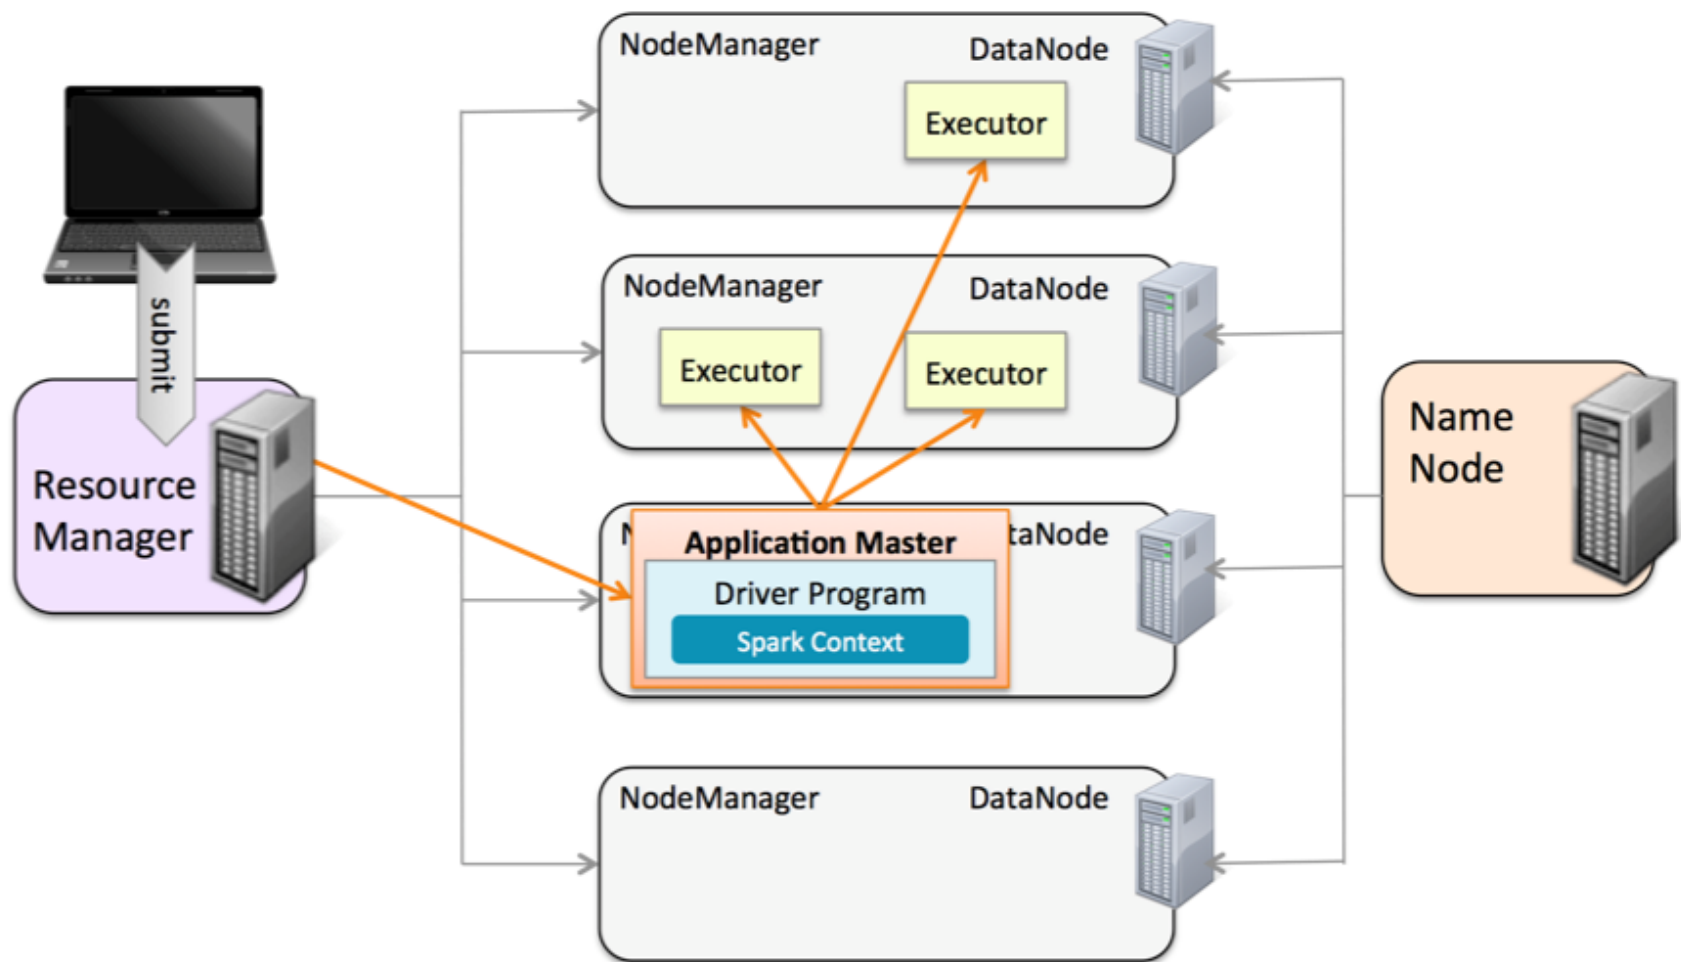 NodeManager DataNode
Executor
submit
NodeManager DataNode
Executor Executor
Resource
Manager
Name
Node
Application Master
Driver Program
Spark Context
NodeManager DataNode